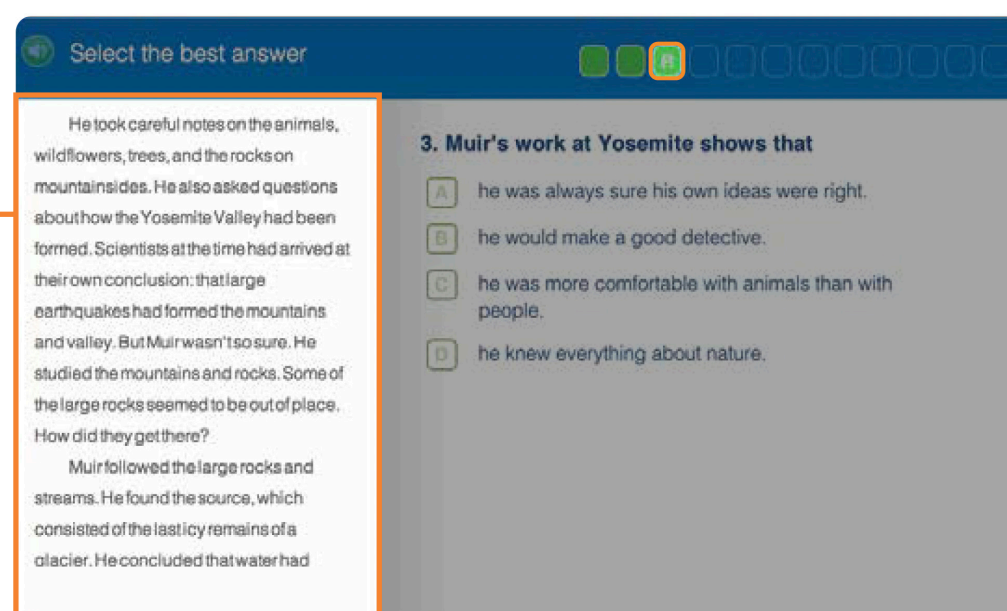 Select the best answer
He took careful notes on the animals,
wildflowers, trees, and the rocks on
mountainsides. He also asked questions
about how the Yosemite Valley had been
formed. Scientists at the time had arrived at
their own conclusion: that large
earthquakes had formed the mountains
and valley. But Muir wasn't so sure. He
studied the mountains and rocks. Some of
the large rocks seemed to be out of place.
How did they get there?
Muir followed the large rocks and
streams. He found the source, which
consisted of the last icy remains of a
glacier. He concluded that water had
3. Muir's work at Yosemite shows that
A he was always sure his own ideas were right.
B he would make a good detective.
C he was more comfortable with animals than with
people.
D he knew everything about nature.